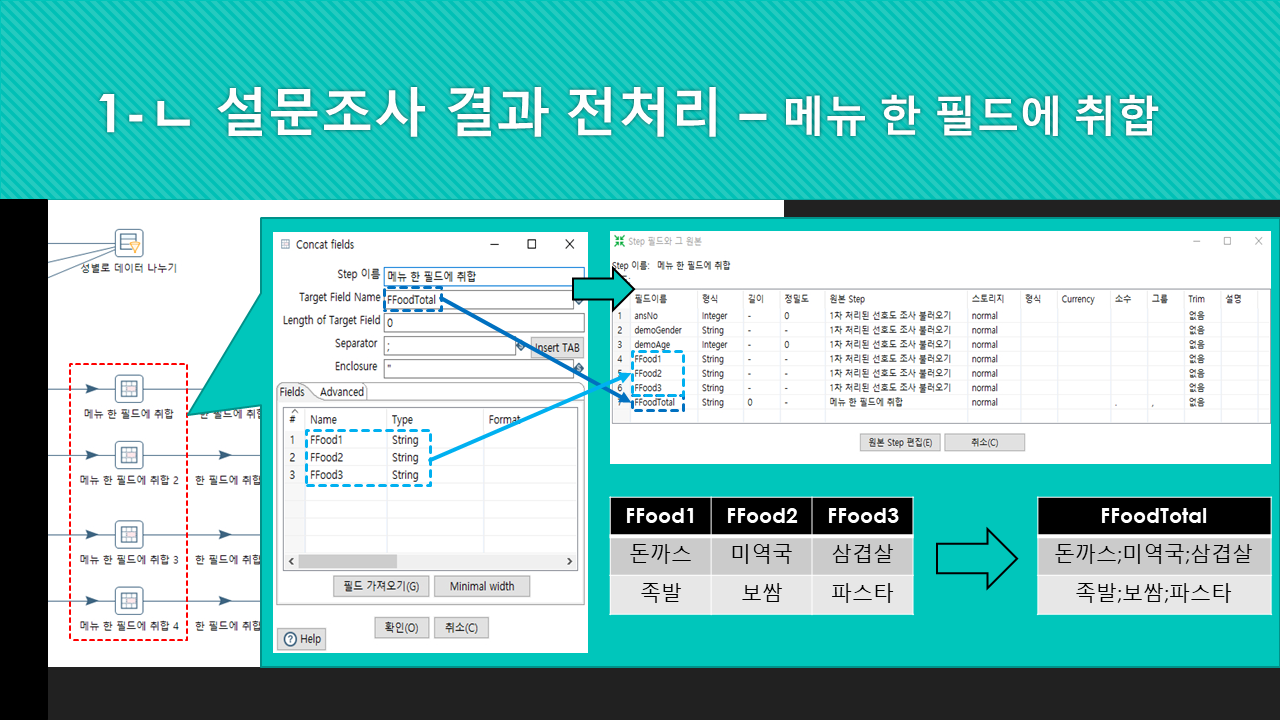 1-ㄴ 설문조사 결과 전처리 – 메뉴 한 필드에 취합
성별로 데이터 나누기
메뉴 한 필드에 취합
메뉴 한 필드에 취합 2
한 필드에 취합
메뉴 한 필드에 취합 3
한 필드에 취합
메뉴 한 필드에 취합 4
한 필드에 취합
Concat fields
Step 이름 메뉴 한 필드에 취합
Target Field Name FFoodTotal
Length of Target Field 0
Separator ; Insert TAB
Enclosure "
Fields Advanced
# Name Type Format
1 FFood1 String
2 FFood2 String
3 FFood3 String
필드 가져오기(G) Minimal width
확인(O) 취소(C)
Help
Step 필드와 그 원본
Step 이름: 메뉴 한 필드에 취합
필드이름 형식 길이 정밀도 원본 Step 스토리지 형식 Currency 소수 그룹 Trim 설명
1 ansNo Integer - 0 1차 처리된 선호도 조사 불러오기 normal 없음
2 demoGender String - - 1차 처리된 선호도 조사 불러오기 normal 없음
3 demoAge Integer - 0 1차 처리된 선호도 조사 불러오기 normal 없음
4 FFood1 String - - 1차 처리된 선호도 조사 불러오기 normal 없음
5 FFood2 String - - 1차 처리된 선호도 조사 불러오기 normal 없음
6 FFood3 String - - 1차 처리된 선호도 조사 불러오기 normal 없음
7 FFoodTotal String 0 - 메뉴 한 필드에 취합 normal . , 없음
원본 Step 편집(E) 취소(C)
FFood1 FFood2 FFood3
돈까스 미역국 삼겹살
족발 보쌈 파스타
FFoodTotal
돈까스;미역국;삼겹살
족발;보쌈;파스타